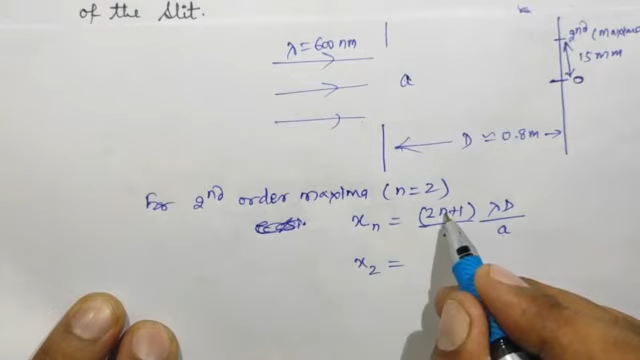 of the Slit.
λ = 600 nm
a
2nd (maxima
15 mm
0
D ≃ 0.8m
For 2nd order maxima (n=2)
xₙ = (2n+1) λD / a
x₂ =